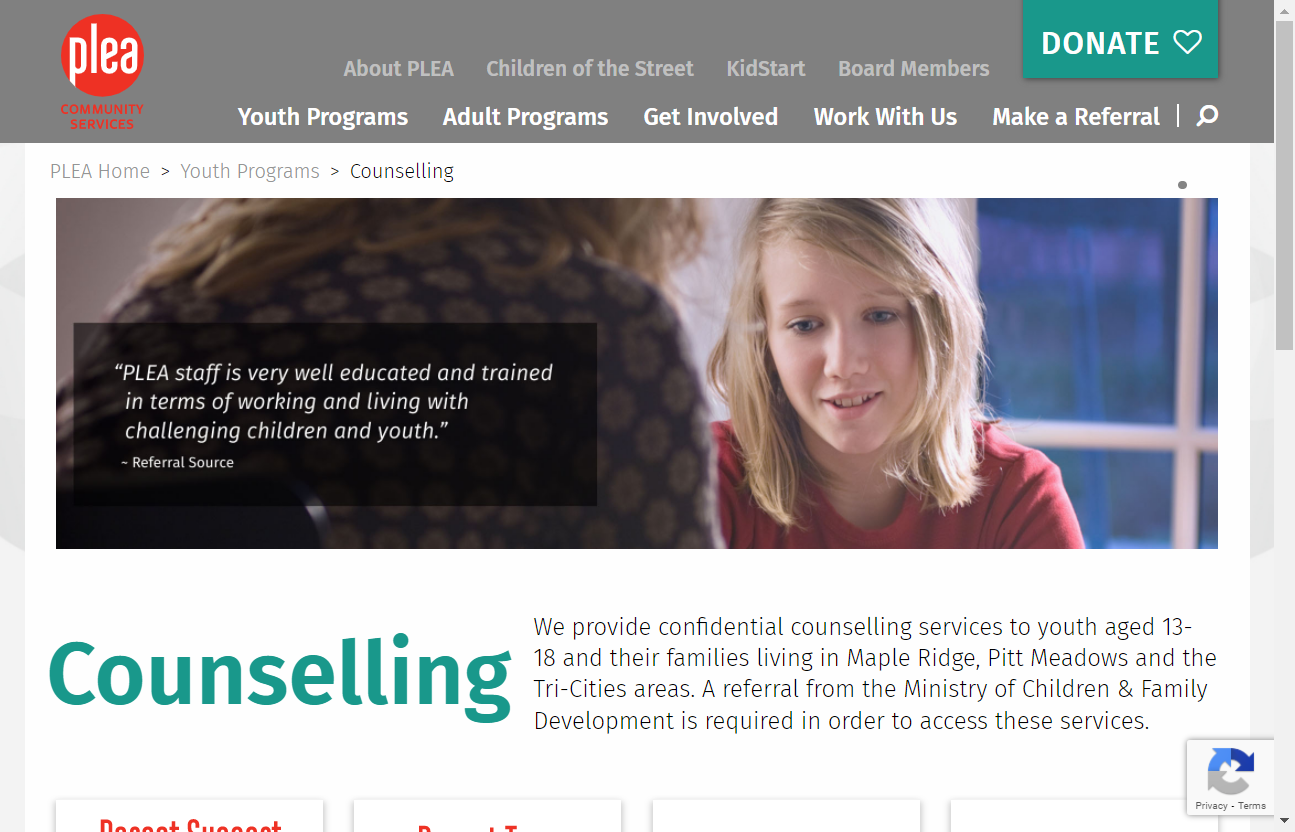 plea
COMMUNITY
SERVICES
About PLEA
Children of the Street
KidStart
Board Members
DONATE
Youth Programs
Adult Programs
Get Involved
Work With Us
Make a Referral
PLEA Home > Youth Programs > Counselling
“PLEA staff is very well educated and trained
in terms of working and living with
challenging children and youth.”
~ Referral Source
Counselling
We provide confidential counselling services to youth aged 13-
18 and their families living in Maple Ridge, Pitt Meadows and the
Tri-Cities areas. A referral from the Ministry of Children & Family
Development is required in order to access these services.
Privacy - Terms